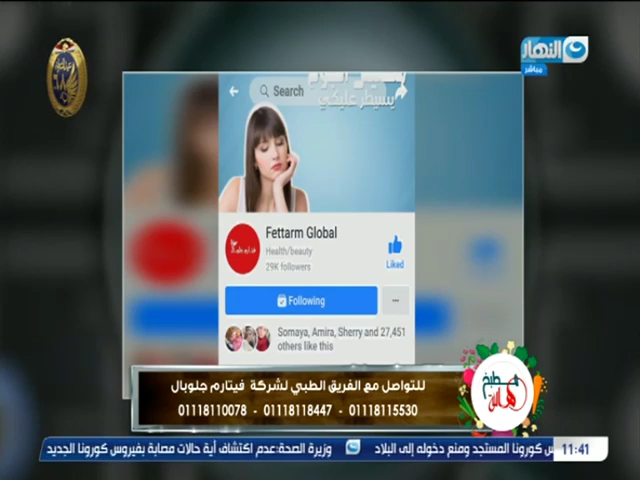 النهار
مباشر
Search
يسيطر عليكي
Fettarm Global
Health/beauty
29K followers
Liked
Following
Somaya, Amira, Sherry and 27,451
others like this
للتواصل مع الفريق الطبي لشركة فيتارم جلوبال
01118110078 - 01118118447 - 01118115530
مطبخ
هالة
11:41
س كورونا المستجد ومنع دخوله إلى البلاد
وزيرة الصحة:عدم اكتشاف أية حالات مصابة بفيروس كورونا الجديد